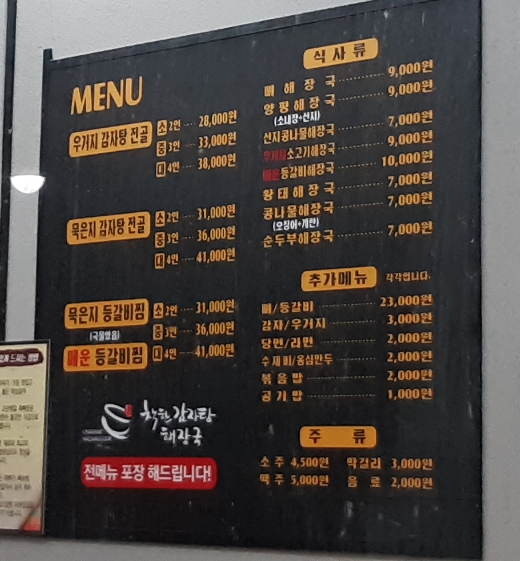 MENU
우거지 감자탕 전골
소 2인 ···· 28,000원
중 3인 ···· 33,000원
대 4인 ···· 38,000원
묵은지 감자탕 전골
소 2인 ···· 31,000원
중 3인 ···· 36,000원
대 4인 ···· 41,000원
묵은지 등갈비찜
(국물없음)
매운 등갈비찜
소 2인 ···· 31,000원
중 3인 ···· 36,000원
대 4인 ···· 41,000원
착한감자탕
해장국
전메뉴 포장 해드립니다!
식 사 류
뼈 해 장 국 ········ 9,000원
양 평 해 장 국 ········ 9,000원
(소내장+선지)
선지콩나물해장국 ········ 7,000원
우거지소고기해장국 ········ 9,000원
매운등갈비해장국 ········ 10,000원
황 태 해 장 국 ········ 7,000원
콩나물해장국 ········ 7,000원
(오징어+계란)
순두부해장국 ········ 7,000원
추가메뉴 각각입니다.
뼈/등갈비 ········ 23,000원
감자/우거지 ········ 3,000원
당면/라면 ········ 2,000원
수제비/옹심만두 ········ 2,000원
볶 음 밥 ········ 2,000원
공 기 밥 ········ 1,000원
주 류
소 주 4,500원 막걸리 3,000원
맥 주 5,000원 음 료 2,000원